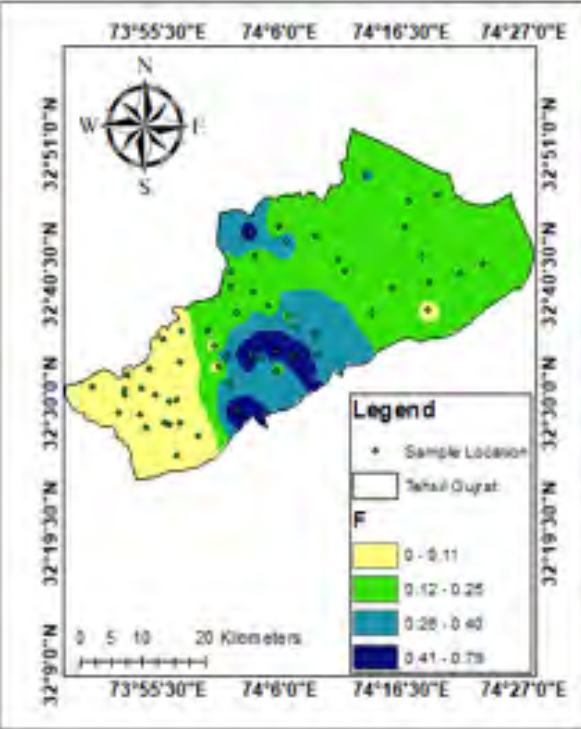 73°55'30"E 74°6'0"E 74°16'30"E 74°27'0"E
N
W E
S
32°51'0"N 32°51'0"N
32°40'30"N 32°40'30"N
32°30'0"N 32°30'0"N
32°19'30"N 32°19'30"N
32°9'0"N 32°9'0"N
Legend
Sample Location
Tehsil Gujrat
F
0 - 0.11
0.12 - 0.25
0.26 - 0.40
0.41 - 0.79
0 5 10 20 Kilometers
73°55'30"E 74°6'0"E 74°16'30"E 74°27'0"E